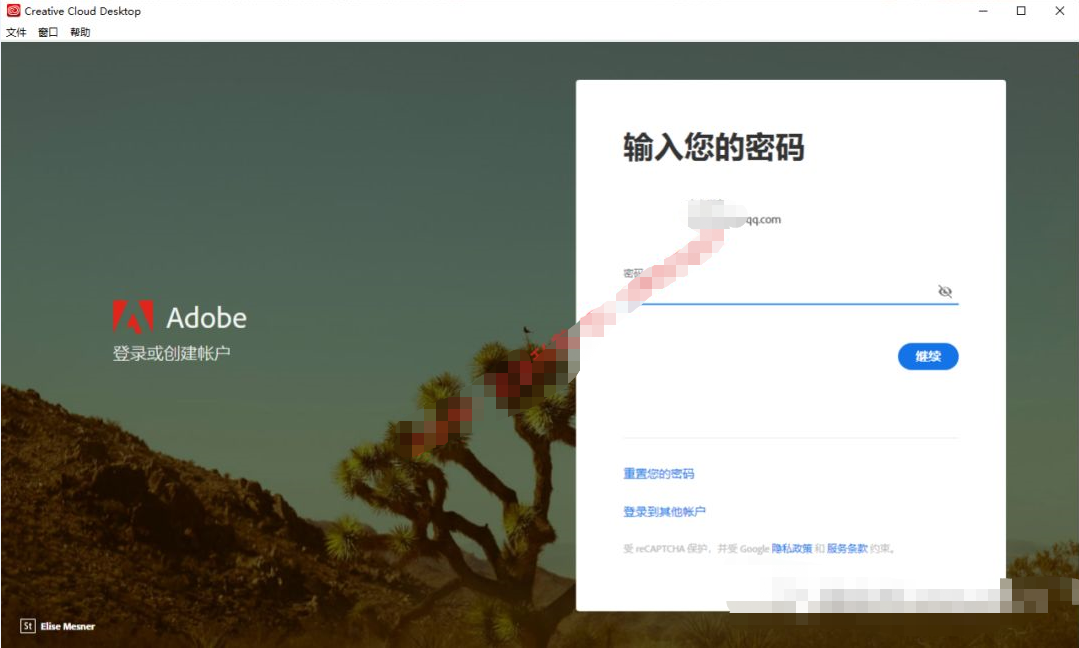 Creative Cloud Desktop
文件 窗口 帮助
输入您的密码
qq.com
密码
继续
Adobe
登录或创建帐户
重置您的密码
登录到其他帐户
受 reCAPTCHA 保护，并受 Google 隐私政策 和 服务条款 约束。
St Elise Mesner